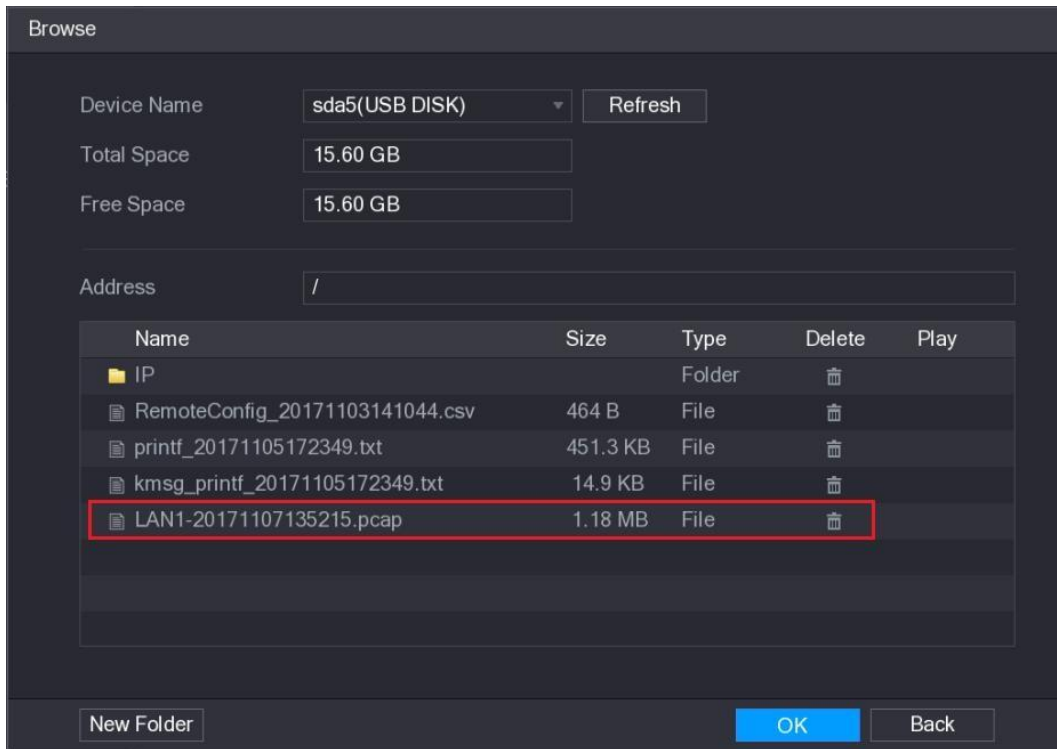 Browse
Device Name sda5(USB DISK) Refresh
Total Space 15.60 GB
Free Space 15.60 GB
Address /
Name Size Type Delete Play
IP Folder
RemoteConfig_20171103141044.csv 464 B File
printf_20171105172349.txt 451.3 KB File
kmsg_printf_20171105172349.txt 14.9 KB File
LAN1-20171107135215.pcap 1.18 MB File
New Folder OK Back